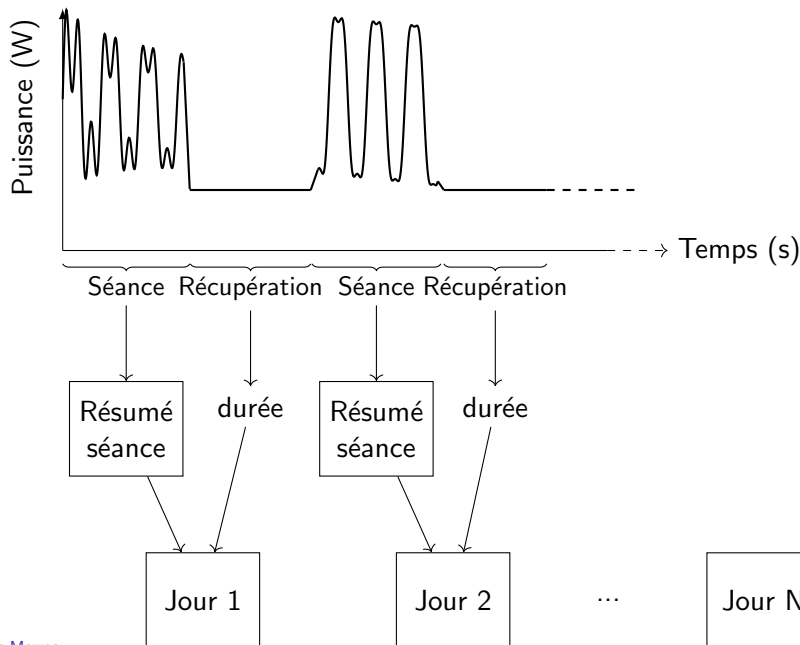 Puissance (W)
Temps (s)
Séance Récupération Séance Récupération
Résumé
séance
durée
Résumé
séance
durée
Jour 1
Jour 2
...
Jour N